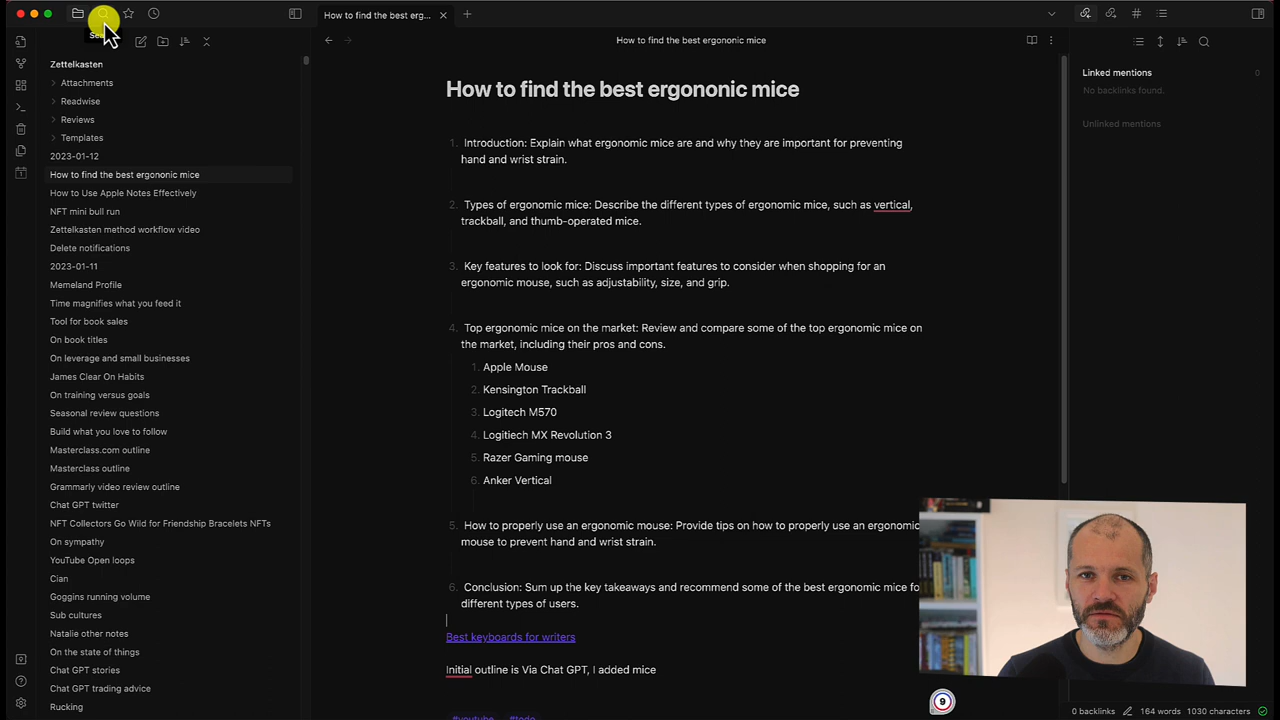 How to find the best erg...
How to find the best ergononic mice
Zettelkasten
Attachments
Readwise
Reviews
Templates
2023-01-12
How to find the best ergononic mice
How to Use Apple Notes Effectively
NFT mini bull run
Zettelkasten method workflow video
Delete notifications
2023-01-11
Memeland Profile
Time magnifies what you feed it
Tool for book sales
On book titles
On leverage and small businesses
James Clear On Habits
On training versus goals
Seasonal review questions
Build what you love to follow
Masterclass.com outline
Masterclass outline
Grammarly video review outline
Chat GPT twitter
NFT Collectors Go Wild for Friendship Bracelets NFTs
On sympathy
YouTube Open loops
Cian
Goggins running volume
Sub cultures
Natalie other notes
On the state of things
Chat GPT stories
Chat GPT trading advice
Rucking
How to find the best ergononic mice
1. Introduction: Explain what ergonomic mice are and why they are important for preventing
hand and wrist strain.
2. Types of ergonomic mice: Describe the different types of ergonomic mice, such as vertical,
trackball, and thumb-operated mice.
3. Key features to look for: Discuss important features to consider when shopping for an
ergonomic mouse, such as adjustability, size, and grip.
4. Top ergonomic mice on the market: Review and compare some of the top ergonomic mice on
the market, including their pros and cons.
1. Apple Mouse
2. Kensington Trackball
3. Logitech M570
4. Logitiech MX Revolution 3
5. Razer Gaming mouse
6. Anker Vertical
5. How to properly use an ergonomic mouse: Provide tips on how to properly use an ergonomic
mouse to prevent hand and wrist strain.
6. Conclusion: Sum up the key takeaways and recommend some of the best ergonomic mice fo
different types of users.
Best keyboards for writers
Initial outline is Via Chat GPT, I added mice
#youtube #todo
Linked mentions 0
No backlinks found.
Unlinked mentions
9
0 backlinks 164 words 1030 characters